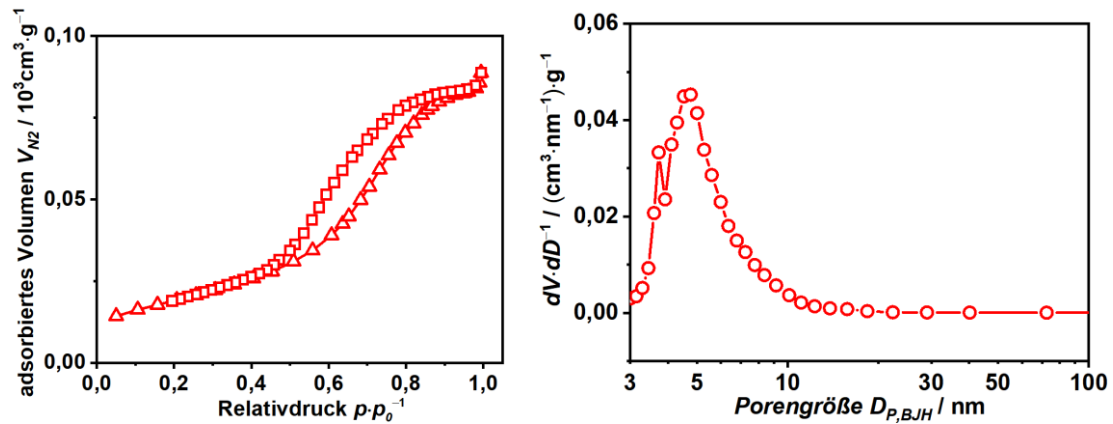 adsorbiertes Volumen V_N2 / 10³cm³·g⁻¹
0,10
0,05
0,00
0,0 0,2 0,4 0,6 0,8 1,0
Relativdruck p·p₀⁻¹
dV·dD⁻¹ / (cm³·nm⁻¹)·g⁻¹
0,06
0,04
0,02
0,00
3 5 10 30 50 100
Porengröße D_P,BJH / nm